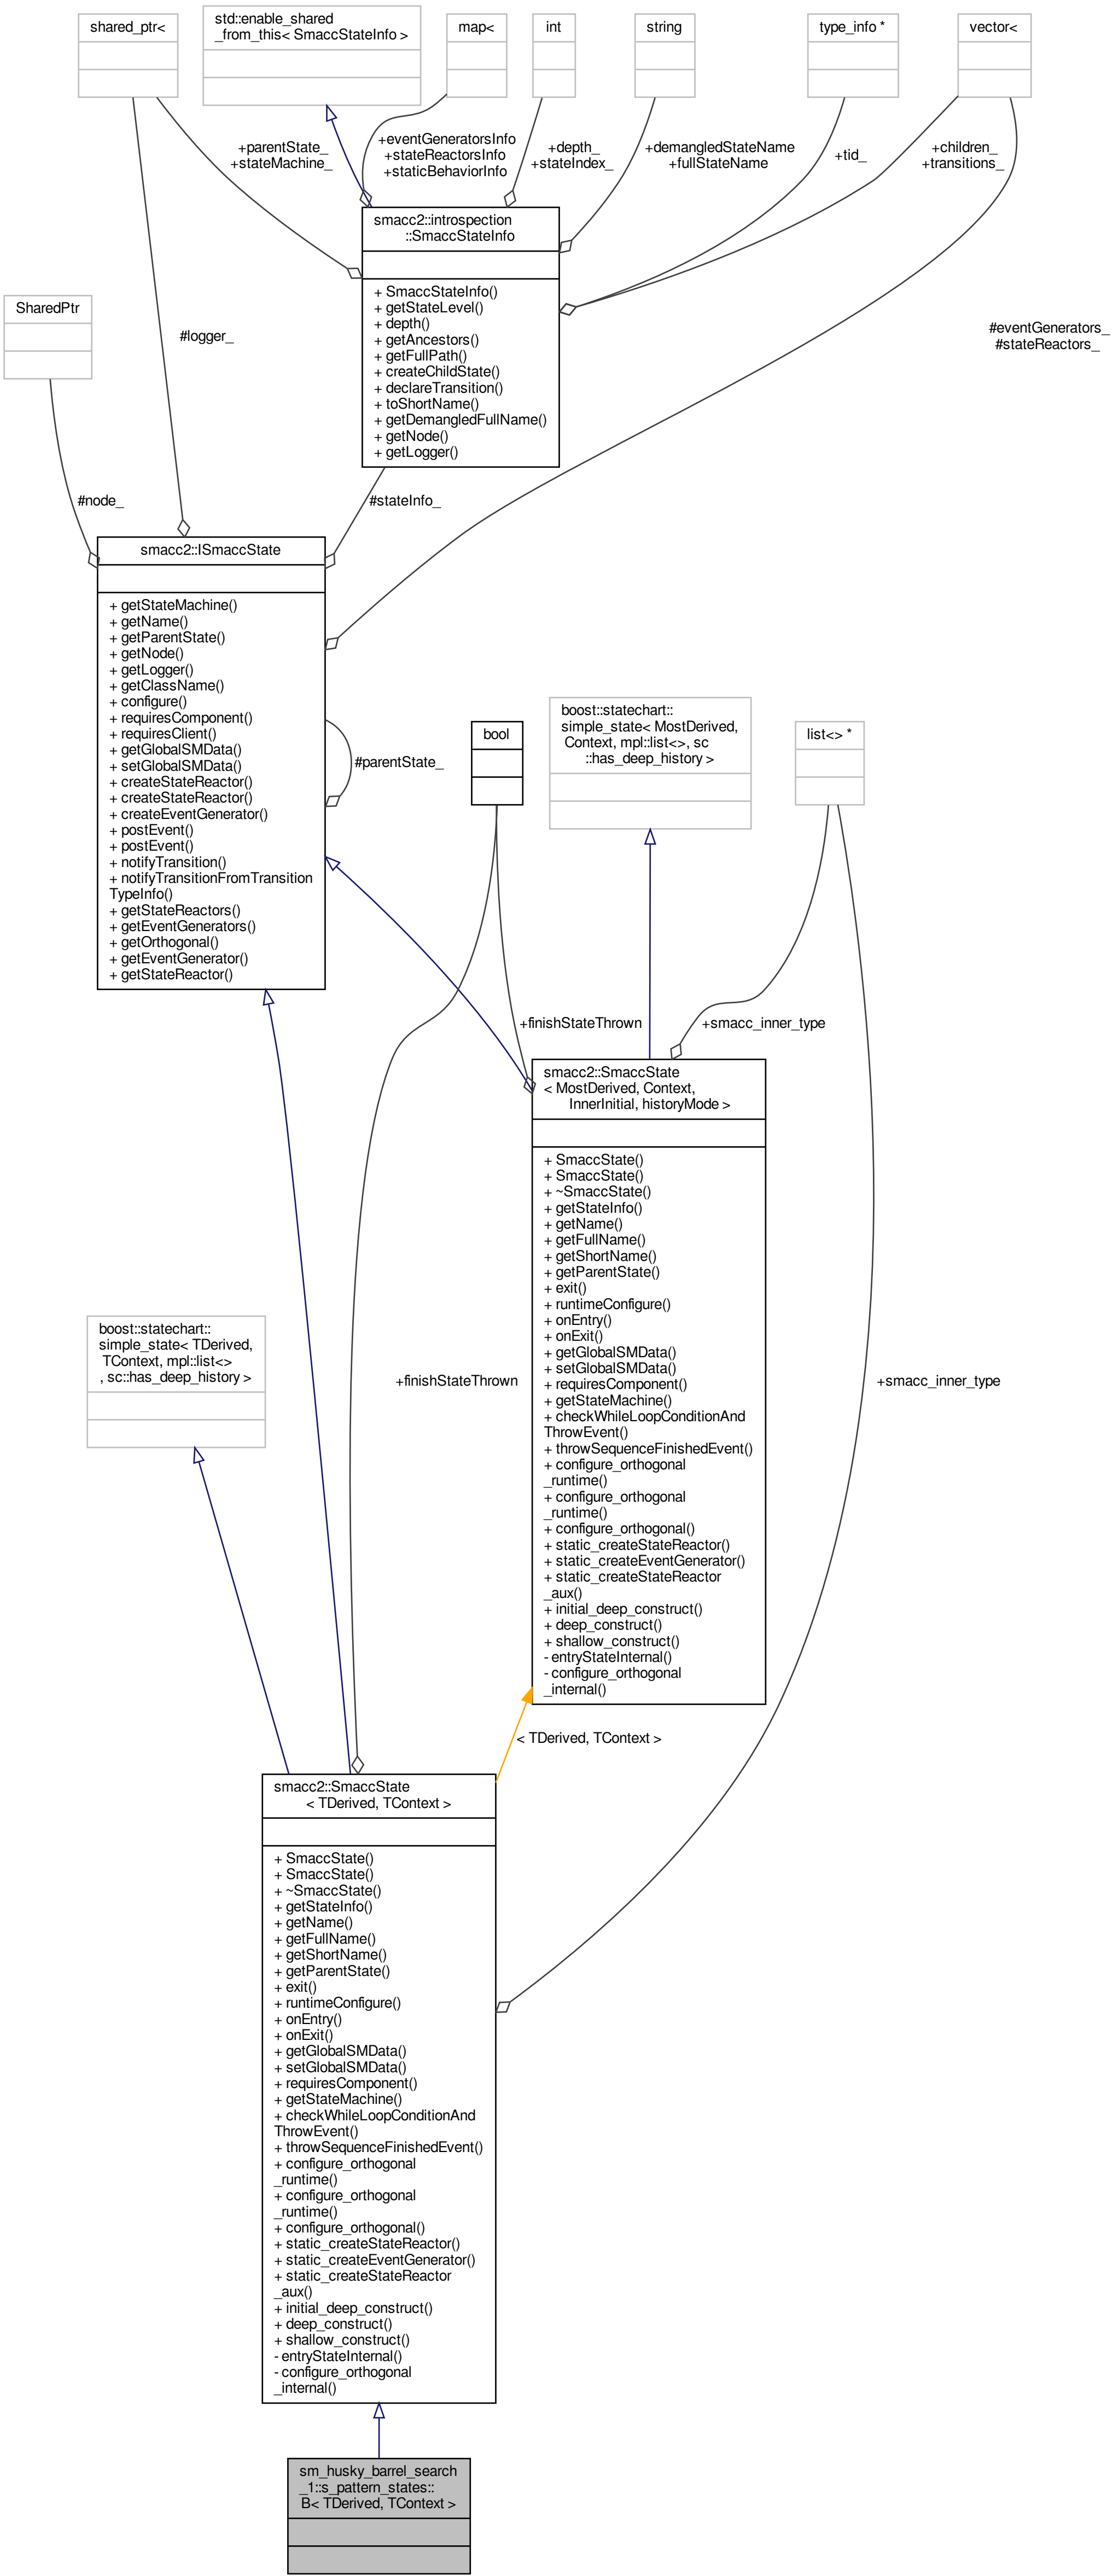 shared_ptr<
std::enable_shared
_from_this< SmaccStateInfo >
map<
int
string
type_info *
vector<
+parentState_
+stateMachine_
+eventGeneratorsInfo
+stateReactorsInfo
+staticBehaviorInfo
+depth_
+stateIndex_
+demangledStateName
+fullStateName
+tid_
+children_
+transitions_
smacc2::introspection
::SmaccStateInfo
+ SmaccStateInfo()
+ getStateLevel()
+ depth()
+ getAncestors()
+ getFullPath()
+ createChildState()
+ declareTransition()
+ toShortName()
+ getDemangledFullName()
+ getNode()
+ getLogger()
SharedPtr
#logger_
#eventGenerators_
#stateReactors_
#node_
#stateInfo_
smacc2::ISmaccState
+ getStateMachine()
+ getName()
+ getParentState()
+ getNode()
+ getLogger()
+ getClassName()
+ configure()
+ requiresComponent()
+ requiresClient()
+ getGlobalSMData()
+ setGlobalSMData()
+ createStateReactor()
+ createStateReactor()
+ createEventGenerator()
+ postEvent()
+ postEvent()
+ notifyTransition()
+ notifyTransitionFromTransition
TypeInfo()
+ getStateReactors()
+ getEventGenerators()
+ getOrthogonal()
+ getEventGenerator()
+ getStateReactor()
#parentState_
bool
boost::statechart::
simple_state< MostDerived,
Context, mpl::list<>, sc
::has_deep_history >
list<> *
+finishStateThrown
+smacc_inner_type
smacc2::SmaccState
< MostDerived, Context,
InnerInitial, historyMode >
+ SmaccState()
+ SmaccState()
+ ~SmaccState()
+ getStateInfo()
+ getName()
+ getFullName()
+ getShortName()
+ getParentState()
+ exit()
+ runtimeConfigure()
+ onEntry()
+ onExit()
+ getGlobalSMData()
+ setGlobalSMData()
+ requiresComponent()
+ getStateMachine()
+ checkWhileLoopConditionAnd
ThrowEvent()
+ throwSequenceFinishedEvent()
+ configure_orthogonal
_runtime()
+ configure_orthogonal
_runtime()
+ configure_orthogonal()
+ static_createStateReactor()
+ static_createEventGenerator()
+ static_createStateReactor
_aux()
+ initial_deep_construct()
+ deep_construct()
+ shallow_construct()
- entryStateInternal()
- configure_orthogonal
_internal()
boost::statechart::
simple_state< TDerived,
TContext, mpl::list<>
, sc::has_deep_history >
+finishStateThrown
+smacc_inner_type
< TDerived, TContext >
smacc2::SmaccState
< TDerived, TContext >
+ SmaccState()
+ SmaccState()
+ ~SmaccState()
+ getStateInfo()
+ getName()
+ getFullName()
+ getShortName()
+ getParentState()
+ exit()
+ runtimeConfigure()
+ onEntry()
+ onExit()
+ getGlobalSMData()
+ setGlobalSMData()
+ requiresComponent()
+ getStateMachine()
+ checkWhileLoopConditionAnd
ThrowEvent()
+ throwSequenceFinishedEvent()
+ configure_orthogonal
_runtime()
+ configure_orthogonal
_runtime()
+ configure_orthogonal()
+ static_createStateReactor()
+ static_createEventGenerator()
+ static_createStateReactor
_aux()
+ initial_deep_construct()
+ deep_construct()
+ shallow_construct()
- entryStateInternal()
- configure_orthogonal
_internal()
sm_husky_barrel_search
_1::s_pattern_states::
B< TDerived, TContext >